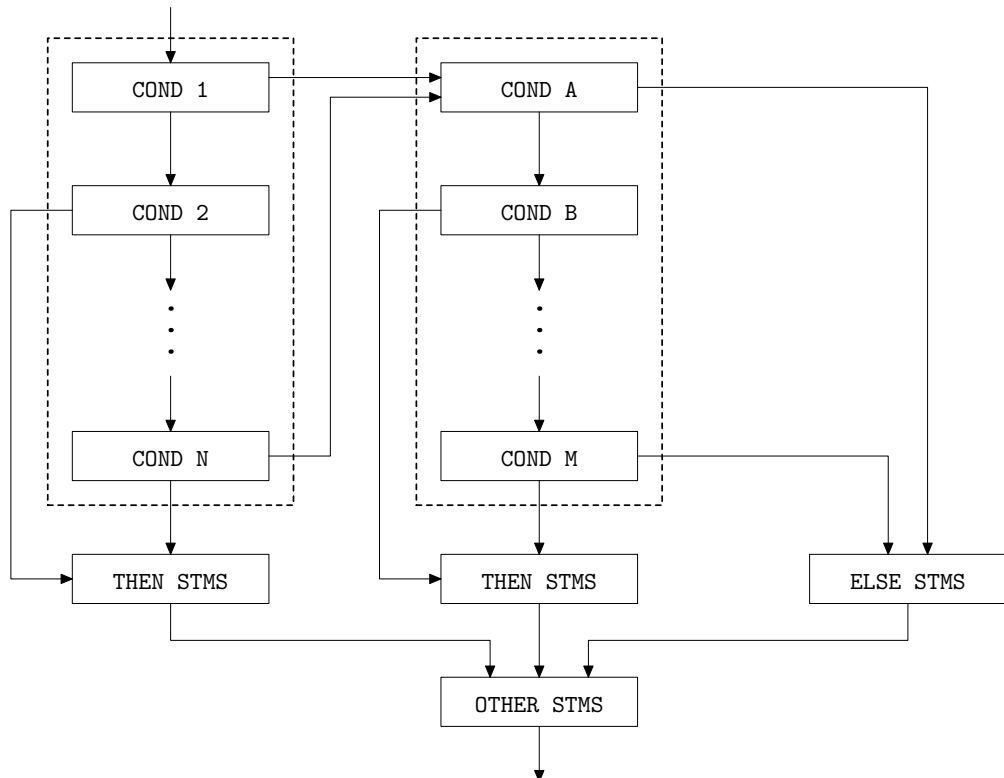 COND 1
COND A
COND 2
COND B
COND N
COND M
THEN STMS
THEN STMS
ELSE STMS
OTHER STMS